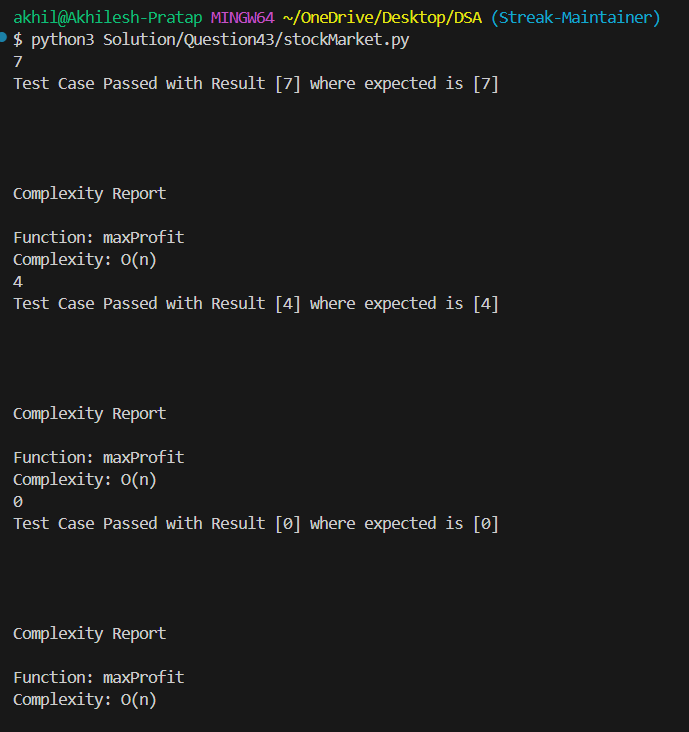 akhil@Akhilesh-Pratap MINGW64 ~/OneDrive/Desktop/DSA (Streak-Maintainer)
$ python3 Solution/Question43/stockMarket.py
7
Test Case Passed with Result [7] where expected is [7]
Complexity Report
Function: maxProfit
Complexity: O(n)
4
Test Case Passed with Result [4] where expected is [4]
Complexity Report
Function: maxProfit
Complexity: O(n)
0
Test Case Passed with Result [0] where expected is [0]
Complexity Report
Function: maxProfit
Complexity: O(n)